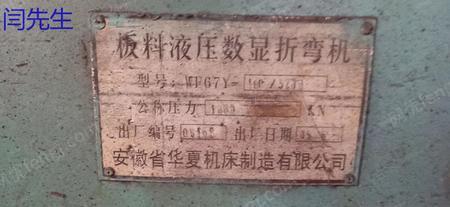 闫先生
板料液压数显折弯机
型号: WF67Y-
公称压力 KN
出厂编号 出厂日期
安徽省华夏机床制造有限公司